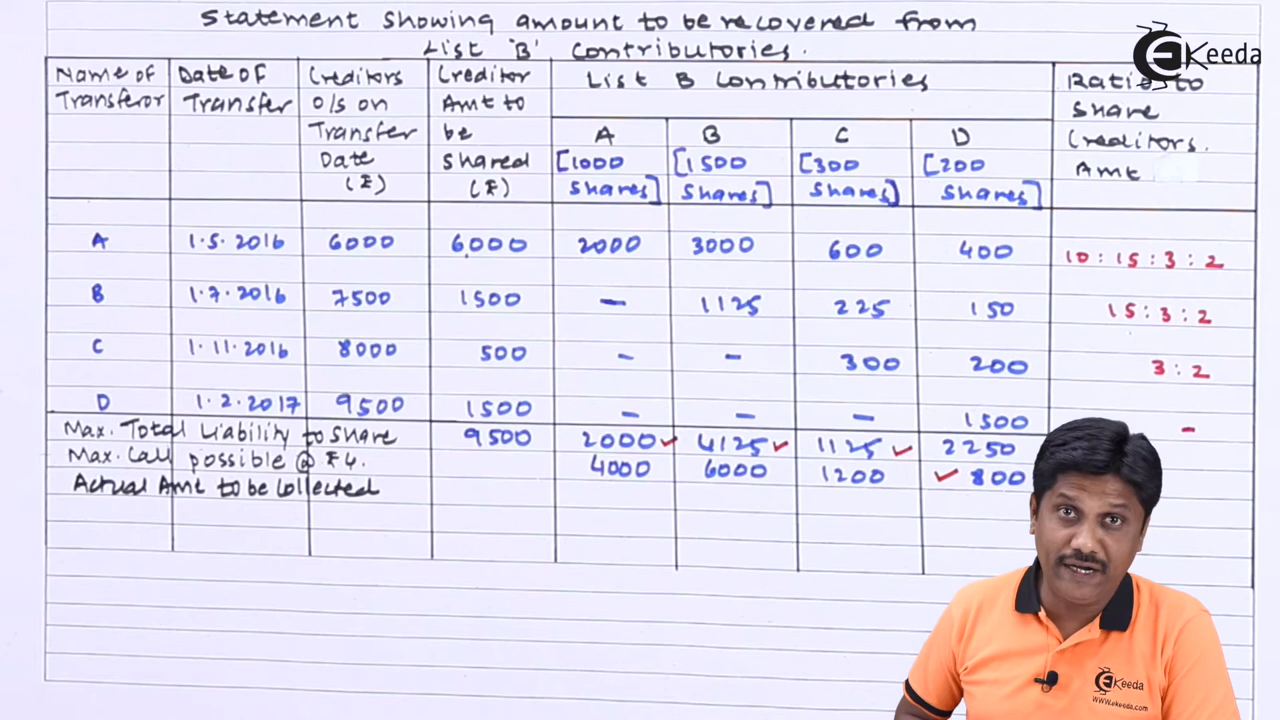 Statement showing amount to be recovered from
List 'B' Contributories.
EKeeda
Name of Transferor
Date of Transfer
Creditors o/s on Transfer Date (₹)
Creditor Amt to be shared (₹)
List B Contributories
Ratio to share Creditors. Amt
A [1000 shares]
B [1500 shares]
C [300 shares]
D [200 shares]
A 1.5.2016 6000 6,000 2000 3000 600 400 10:15:3:2
B 1.7.2016 7500 1500 – 1125 225 150 15:3:2
C 1.11.2016 8000 500 – – 300 200 3:2
D 1.2.2017 9500 1500 – – – 1500 –
Max. Total Liability to share 9500 2000✓ 4125✓ 1125✓ 2250
Max. Call possible @ ₹4. 4000 6000 1200 ✓800
Actual Amt to be collected
EKeeda
www.ekeeda.com